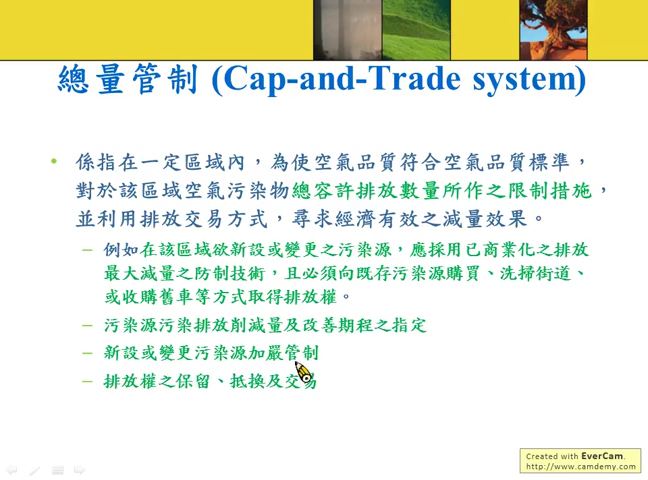 總量管制 (Cap-and-Trade system)
• 係指在一定區域內，為使空氣品質符合空氣品質標準，
對於該區域空氣污染物總容許排放數量所作之限制措施，
並利用排放交易方式，尋求經濟有效之減量效果。
– 例如在該區域欲新設或變更之污染源，應採用已商業化之排放
最大減量之防制技術，且必須向既存污染源購買、洗掃街道、
或收購舊車等方式取得排放權。
– 污染源污染排放削減量及改善期程之指定
– 新設或變更污染源加嚴管制
– 排放權之保留、抵換及交易
Created with EverCam.
http://www.camdemy.com